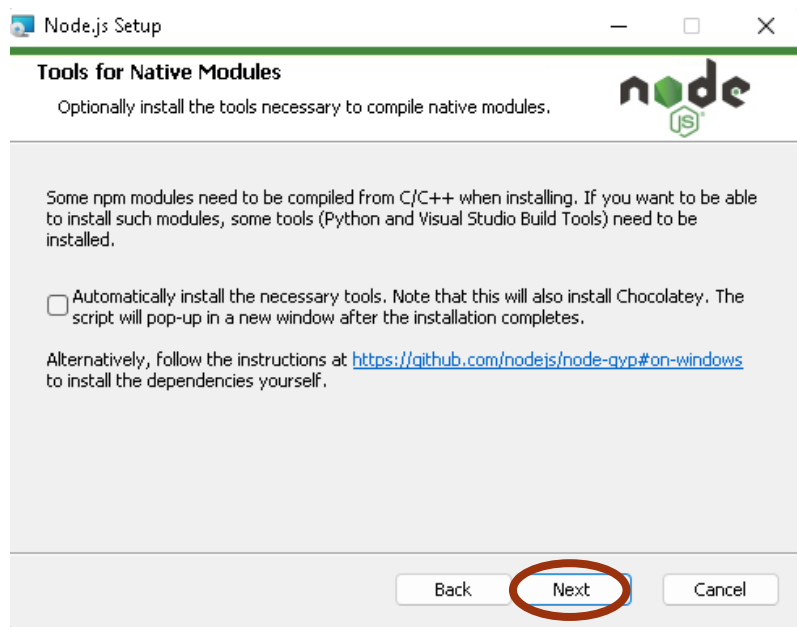 Node.js Setup
Tools for Native Modules
Optionally install the tools necessary to compile native modules.
node
JS
Some npm modules need to be compiled from C/C++ when installing. If you want to be able
to install such modules, some tools (Python and Visual Studio Build Tools) need to be
installed.
Automatically install the necessary tools. Note that this will also install Chocolatey. The
script will pop-up in a new window after the installation completes.
Alternatively, follow the instructions at https://github.com/nodejs/node-gyp#on-windows
to install the dependencies yourself.
Back Next Cancel